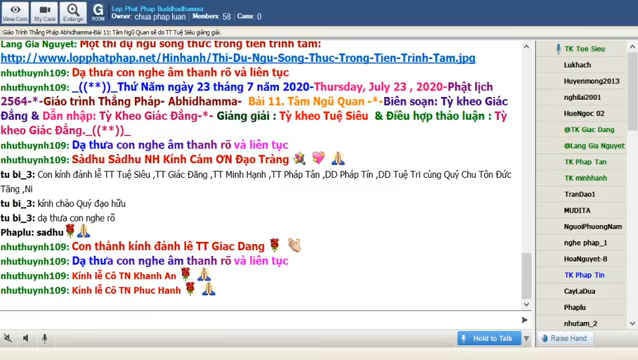 View Cam
My Cam
Enlarge
ROOM
Lop Phat Phap Buddhadhamma
Owner: chua phap luan / Members: 58 / Cams: 0
Giáo Trình Thắng Pháp Abhidhamma-Bài 11: Tâm Ngũ Quan sẽ do TT Tuệ Siêu giảng giải.
Lang Gia Nguyet: Một thí dụ ngũ song thức trong tiến trình tâm:
http://www.lopphatphap.net/Hinhanh/Thi-Du-Ngu-Song-Thuc-Trong-Tien-Trinh-Tam.jpg
nhuthuynh109: Dạ thưa con nghe âm thanh rõ và liên tục
nhuthuynh109: _((**))_Thứ Năm ngày 23 tháng 7 năm 2020-Thursday, July 23 , 2020-Phật lịch
2564-*-Giáo trình Thắng Pháp- Abhidhamma- Bài 11. Tâm Ngũ Quan -*-Biên soạn: Tỳ kheo Giác
Đẳng & Dẫn nhập: Tỳ Kheo Giác Đẳng-*- Giảng giải : Tỳ kheo Tuệ Siêu & Điều hợp thảo luận : Tỳ
kheo Giác Đẳng._((**))_
nhuthuynh109: Dạ thưa con nghe âm thanh rõ và liên tục
nhuthuynh109: Sàdhu Sàdhu NH Kính Cám ƠN Đạo Tràng
tu bi_3: Con kính đảnh lễ TT Tuệ Siêu ,TT Giác Đăng ,TT Minh Hạnh ,TT Pháp Tân ,DD Pháp Tín ,DD Tuệ Tri cùng Quý Chư Tôn Đức
Tăng ,Ni
tu bi_3: kính chào Quý đạo hữu
tu bi_3: dạ thưa con nghe rõ
Phaplu: sadhu
nhuthuynh109: Con thành kính đảnh lễ TT Giac Dang
nhuthuynh109: Dạ thưa con nghe âm thanh rõ và liên tục
nhuthuynh109: Kính lễ Cô TN Khanh An
nhuthuynh109: Kính lễ Cô TN Phuc Hanh
TK Tue Sieu
Lukhach
Huyenmong2013
nghilai2001
HueNgoc 02
@TK Giac Dang
@Lang Gia Nguyet
TK Phap Tan
TK minhhanh
TranDao1
MUDITA
NguoiPhuongNam
nghe phap_1
HoaNguyet-8
TK Phap Tin
CayLaDua
Phaplu
nhutam_2
Hold to Talk
Raise Hand